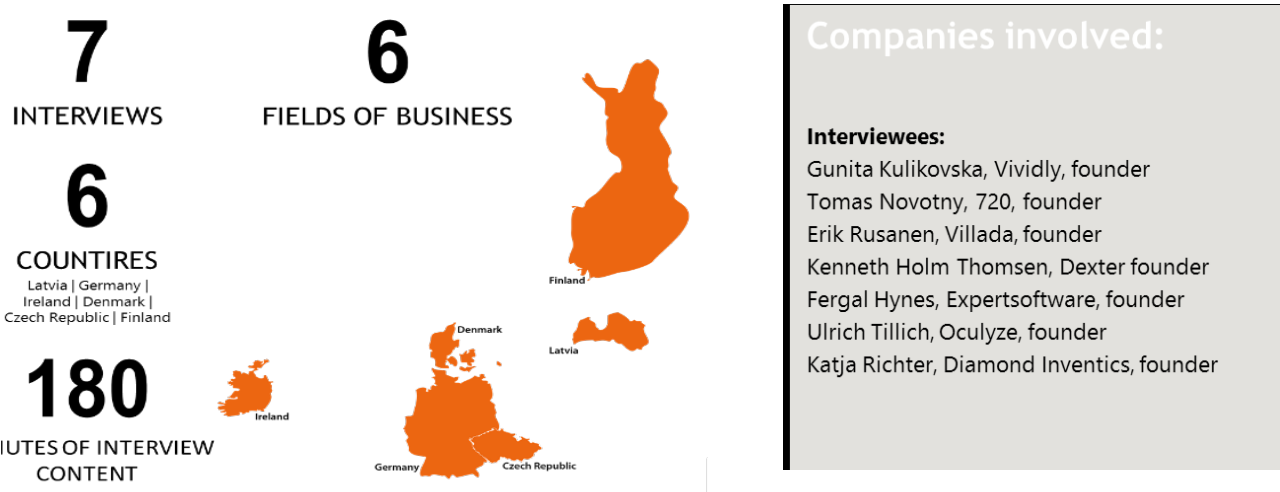 7
INTERVIEWS
6
FIELDS OF BUSINESS
6
COUNTIRES
Latvia | Germany |
Ireland | Denmark |
Czech Republic | Finland
180
IUTES OF INTERVIEW
CONTENT
Finland
Latvia
Denmark
Ireland
Germany
Czech Republic
Companies involved:
Interviewees:
Gunita Kulikovska, Vividly, founder
Tomas Novotny, 720, founder
Erik Rusanen, Villada, founder
Kenneth Holm Thomsen, Dexter founder
Fergal Hynes, Expertsoftware, founder
Ulrich Tillich, Oculyze, founder
Katja Richter, Diamond Inventics, founder